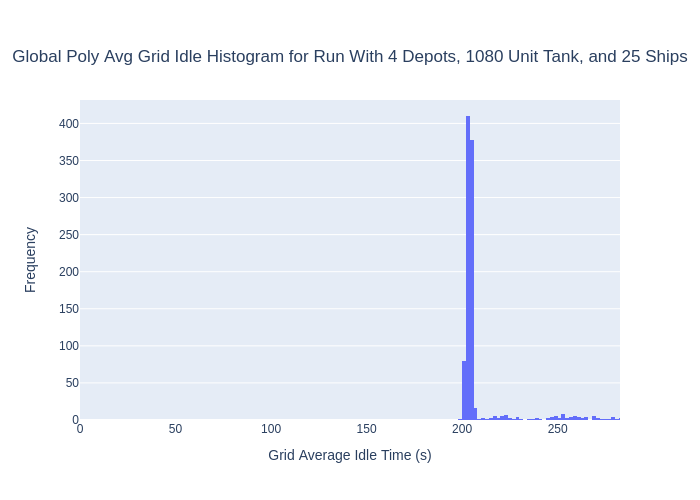 Global Poly Avg Grid Idle Histogram for Run With 4 Depots, 1080 Unit Tank, and 25 Ships
400
350
300
250
200
150
100
50
0
Frequency
0 50 100 150 200 250
Grid Average Idle Time (s)